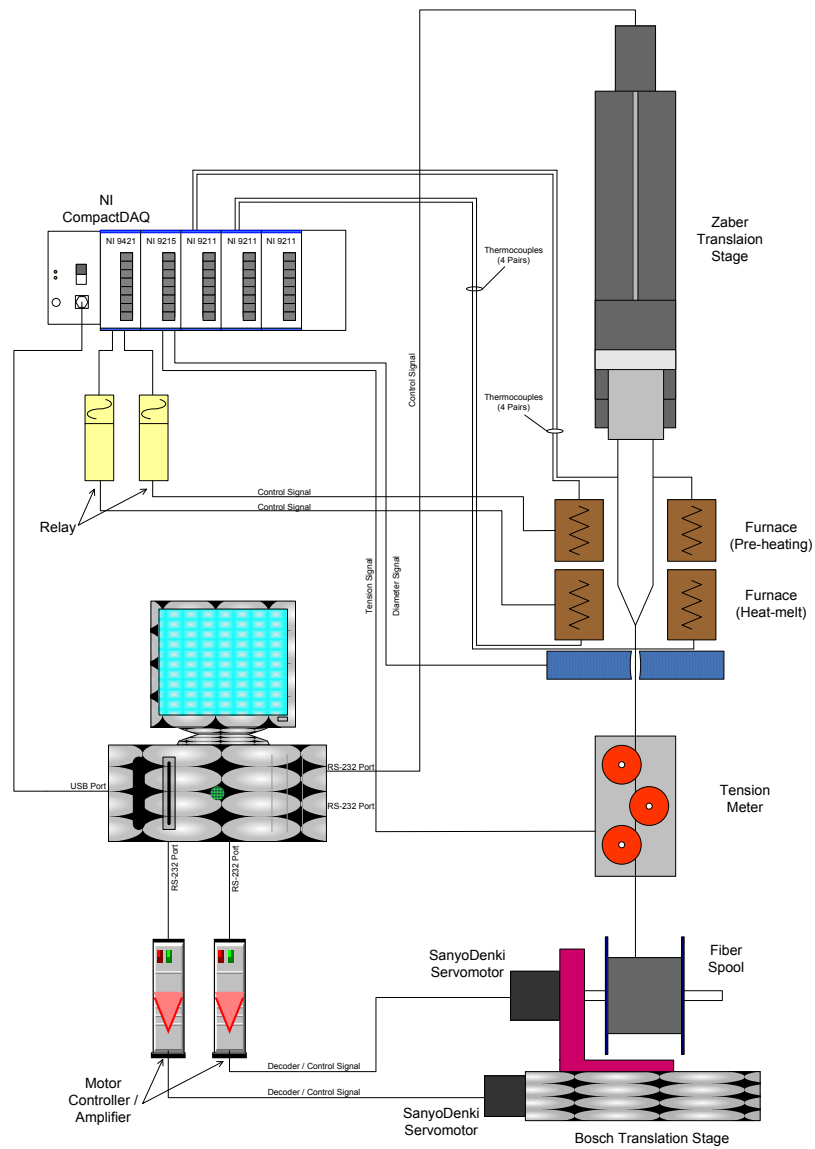 NI
CompactDAQ
NI 9421
NI 9215
NI 9211
NI 9211
NI 9211
Zaber
Translaion
Stage
Thermocouples
(4 Pairs)
Control Signal
Thermocouples
(4 Pairs)
Relay
Control Signal
Control Signal
Furnace
(Pre-heating)
Furnace
(Heat-melt)
Tension Signal
Diameter Signal
USB Port
RS-232 Port
RS-232 Port
Tension
Meter
RS-232 Port
RS-232 Port
SanyoDenki
Servomotor
Fiber
Spool
Decoder / Control Signal
Decoder / Control Signal
Motor
Controller /
Amplifier
SanyoDenki
Servomotor
Bosch Translation Stage